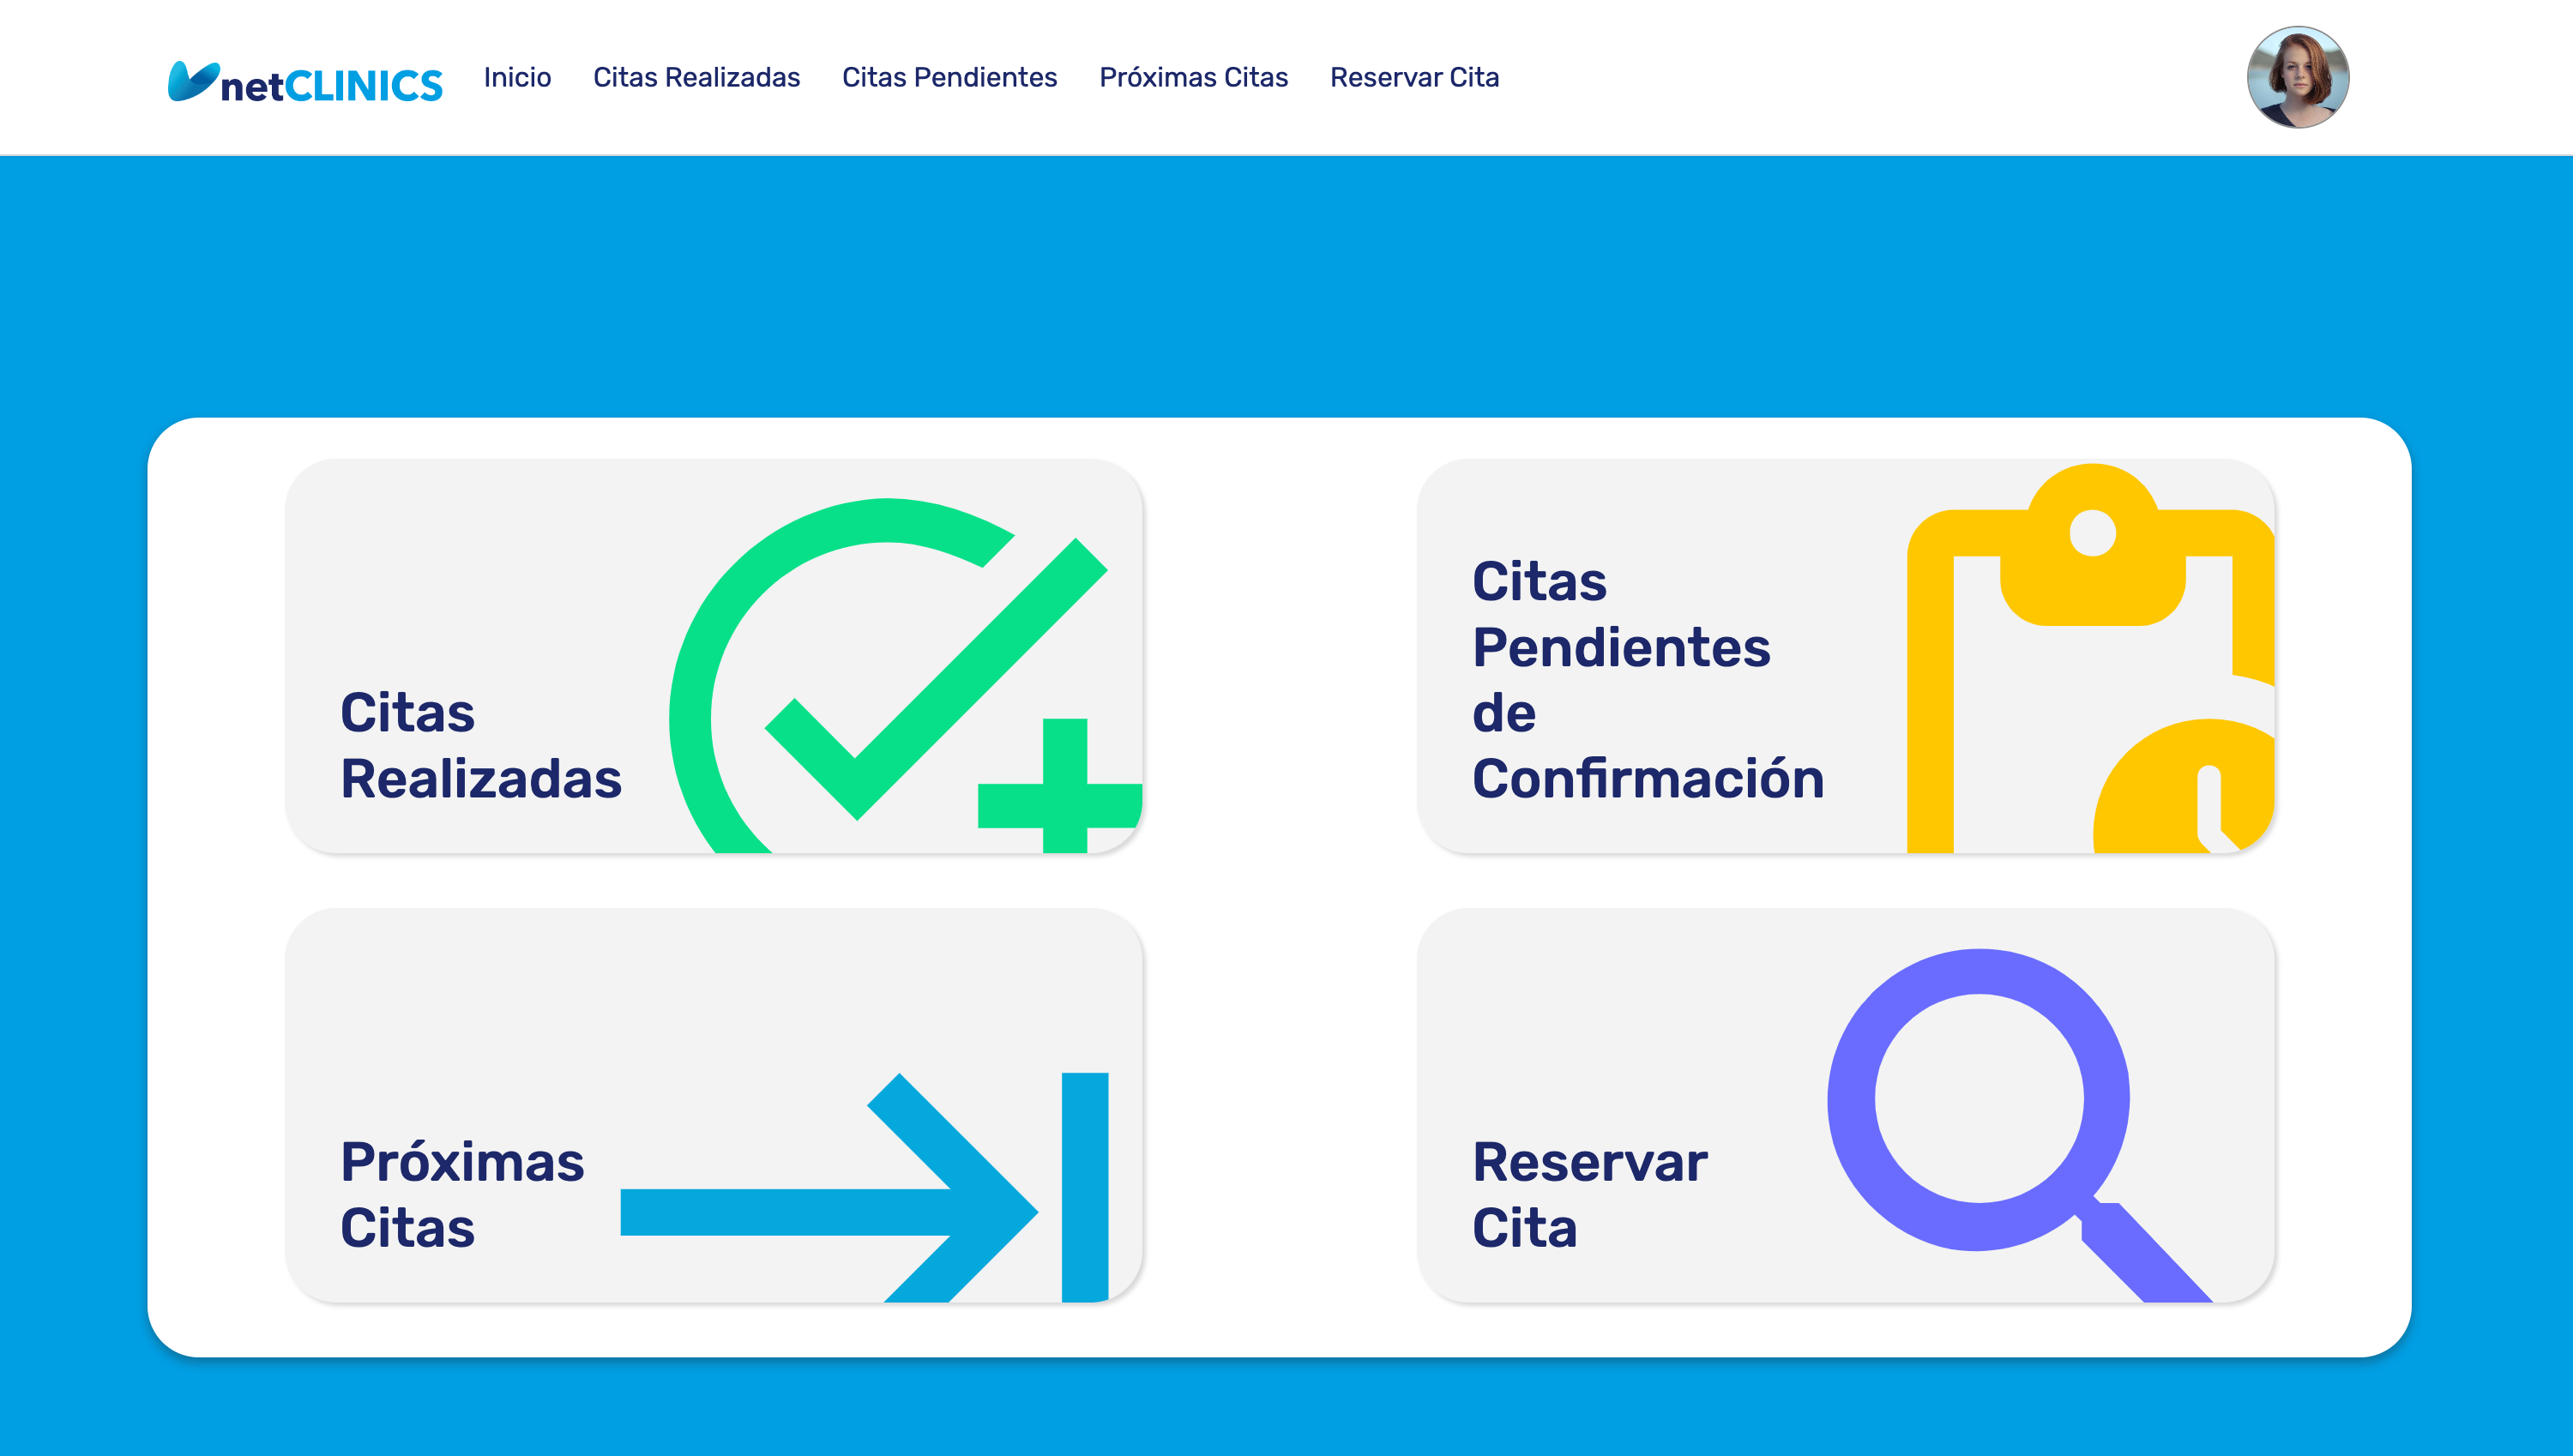 netCLINICS
Inicio
Citas Realizadas
Citas Pendientes
Próximas Citas
Reservar Cita
Citas
Realizadas
Citas
Pendientes
de
Confirmación
Próximas
Citas
Reservar
Cita